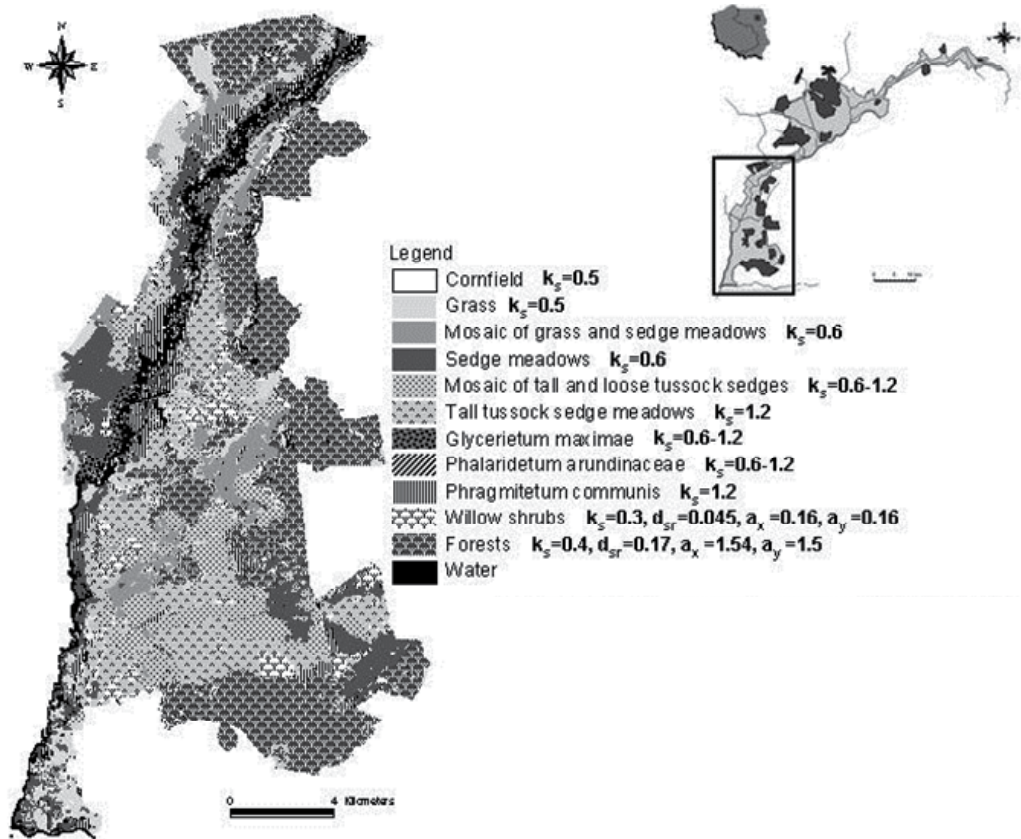 N
W E
S
Legend
Cornfield k_s=0.5
Grass k_s=0.5
Mosaic of grass and sedge meadows k_s=0.6
Sedge meadows k_s=0.6
Mosaic of tall and loose tussock sedges k_s=0.6-1.2
Tall tussock sedge meadows k_s=1.2
Glycerietum maximae k_s=0.6-1.2
Phalaridetum arundinaceae k_s=0.6-1.2
Phragmitetum communis k_s=1.2
Willow shrubs k_s=0.3, d_sr=0.045, a_x=0.16, a_y=0.16
Forests k_s=0.4, d_sr=0.17, a_x=1.54, a_y=1.5
Water
0 4 Kilometers